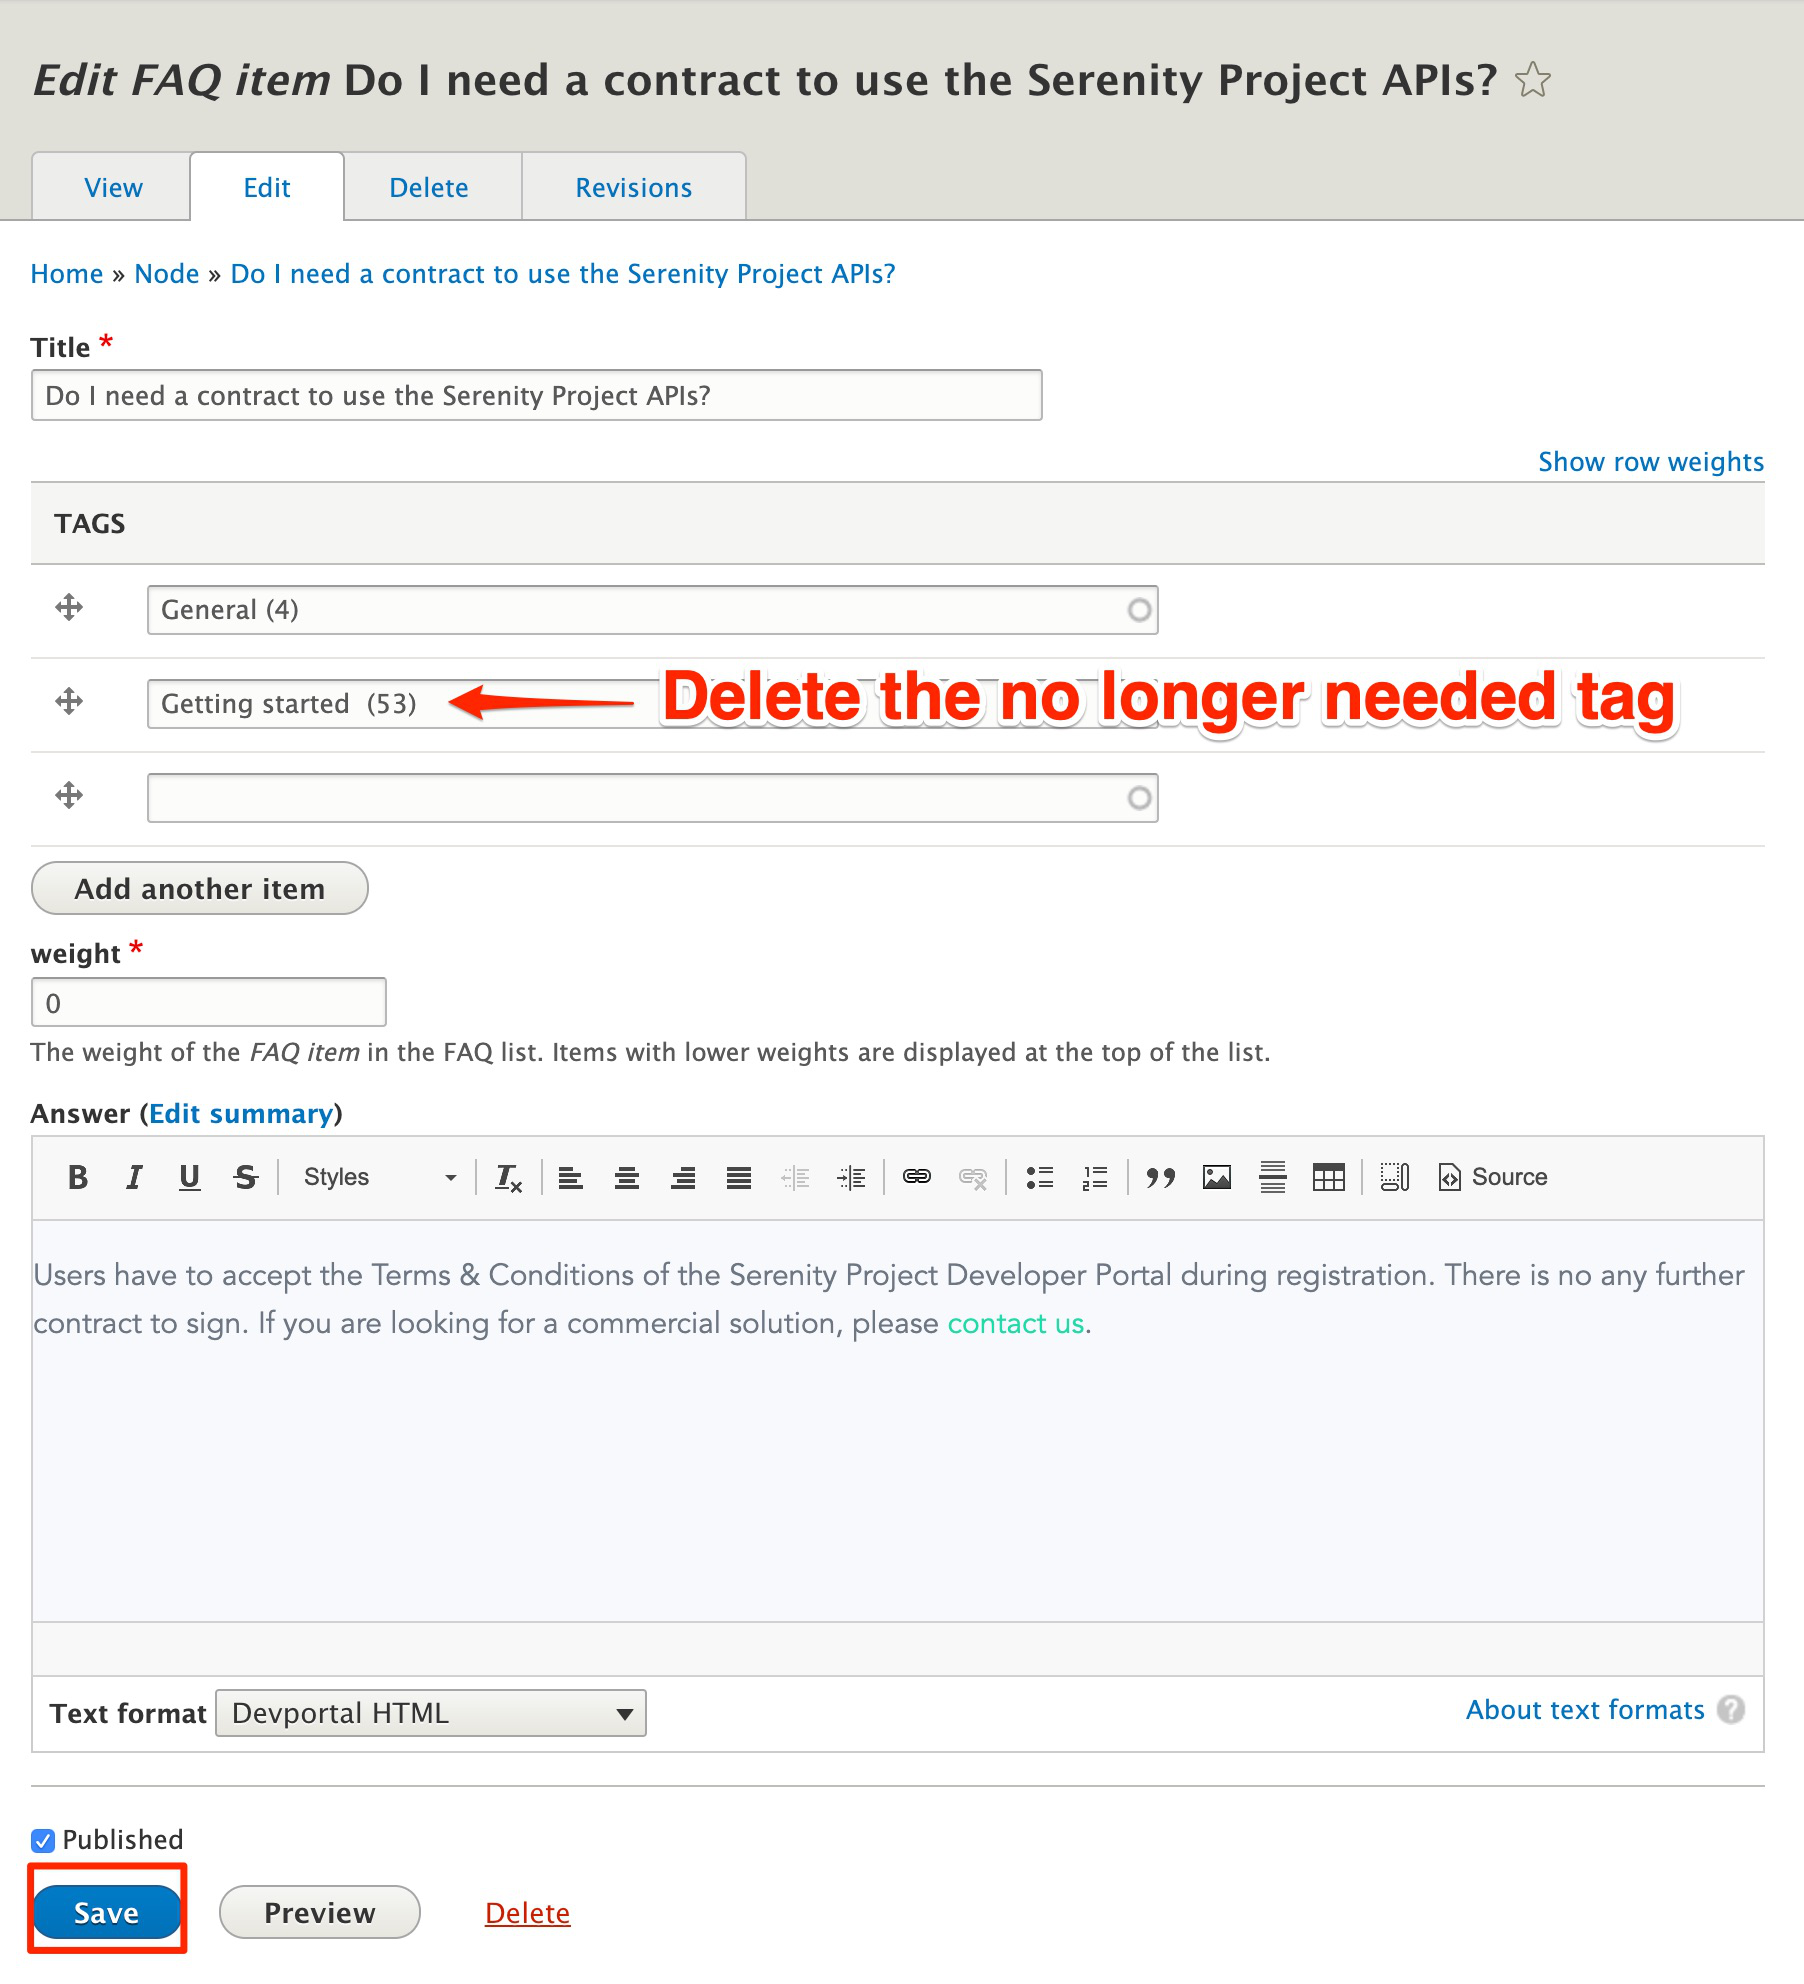 Edit FAQ item Do I need a contract to use the Serenity Project APIs?
View Edit Delete Revisions
Home » Node » Do I need a contract to use the Serenity Project APIs?
Title *
Do I need a contract to use the Serenity Project APIs?
Show row weights
TAGS
General (4)
Getting started (53) Delete the no longer needed tag
Add another item
weight *
0
The weight of the FAQ item in the FAQ list. Items with lower weights are displayed at the top of the list.
Answer (Edit summary)
B I U S Styles Tx Source
Users have to accept the Terms & Conditions of the Serenity Project Developer Portal during registration. There is no any further
contract to sign. If you are looking for a commercial solution, please contact us.
Text format Devportal HTML About text formats ?
Published
Save Preview Delete